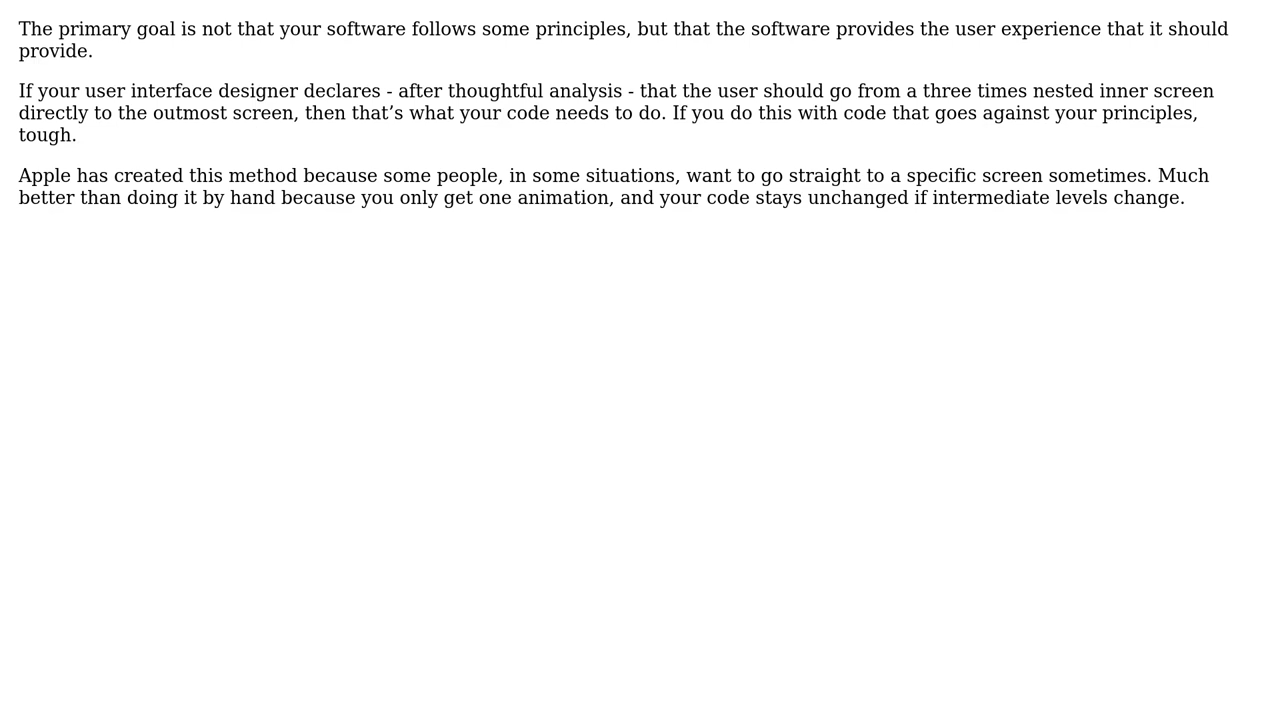 The primary goal is not that your software follows some principles, but that the software provides the user experience that it should
provide.
If your user interface designer declares - after thoughtful analysis - that the user should go from a three times nested inner screen
directly to the outmost screen, then that’s what your code needs to do. If you do this with code that goes against your principles,
tough.
Apple has created this method because some people, in some situations, want to go straight to a specific screen sometimes. Much
better than doing it by hand because you only get one animation, and your code stays unchanged if intermediate levels change.